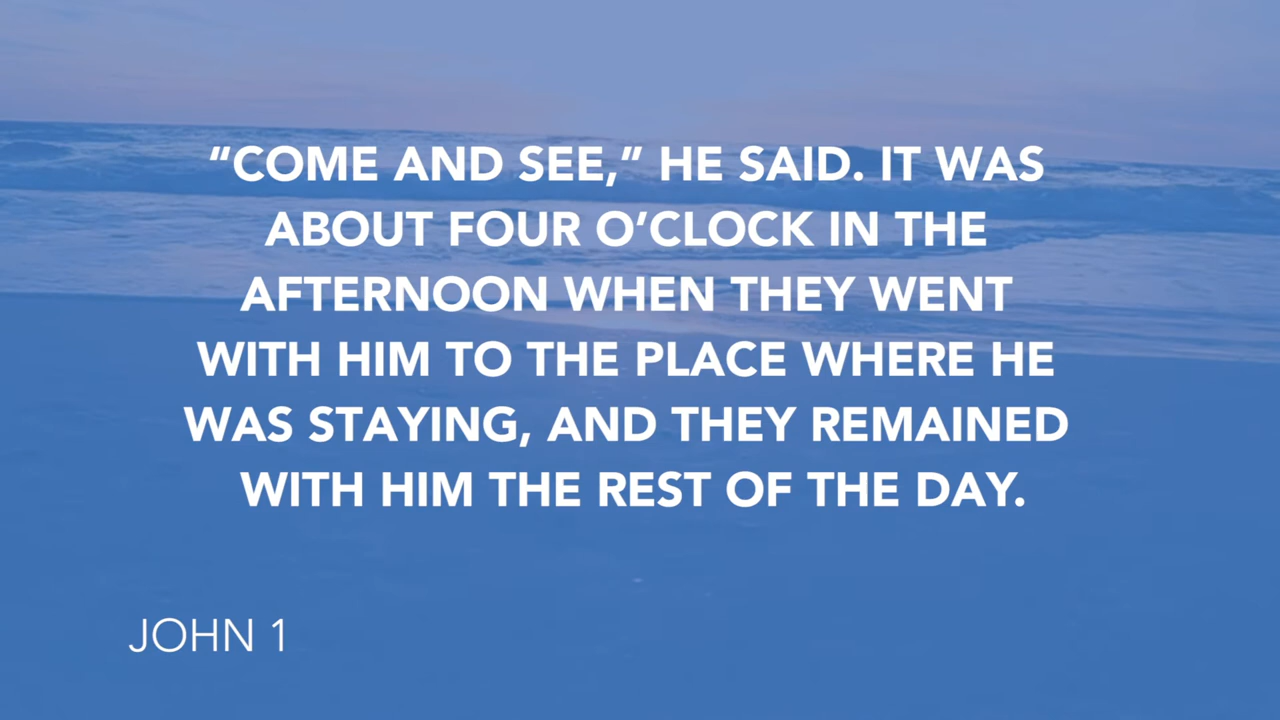 “COME AND SEE,” HE SAID. IT WAS
ABOUT FOUR O’CLOCK IN THE
AFTERNOON WHEN THEY WENT
WITH HIM TO THE PLACE WHERE HE
WAS STAYING, AND THEY REMAINED
WITH HIM THE REST OF THE DAY.
JOHN 1